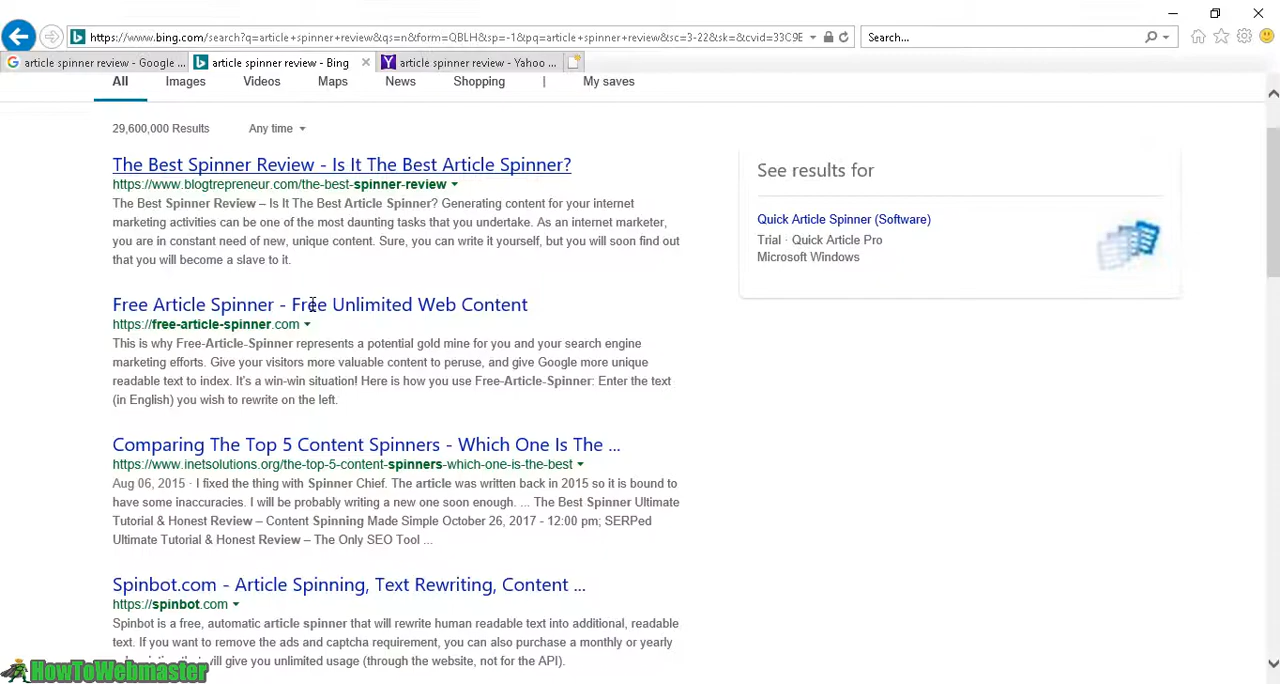 https://www.bing.com/search?q=article+spinner+review&qs=n&form=QBLH&sp=-1&pq=article+spinner+review&sc=3-22&sk=&cvid=33C9E
Search...
article spinner review - Google ...
article spinner review - Bing
article spinner review - Yahoo ...
All Images Videos Maps News Shopping | My saves
29,600,000 Results Any time
The Best Spinner Review - Is It The Best Article Spinner?
https://www.blogtrepreneur.com/the-best-spinner-review
The Best Spinner Review – Is It The Best Article Spinner? Generating content for your internet
marketing activities can be one of the most daunting tasks that you undertake. As an internet marketer,
you are in constant need of new, unique content. Sure, you can write it yourself, but you will soon find out
that you will become a slave to it.
Free Article Spinner - Free Unlimited Web Content
https://free-article-spinner.com
This is why Free-Article-Spinner represents a potential gold mine for you and your search engine
marketing efforts. Give your visitors more valuable content to peruse, and give Google more unique
readable text to index. It's a win-win situation! Here is how you use Free-Article-Spinner: Enter the text
(in English) you wish to rewrite on the left.
Comparing The Top 5 Content Spinners - Which One Is The ...
https://www.inetsolutions.org/the-top-5-content-spinners-which-one-is-the-best
Aug 06, 2015 · I fixed the thing with Spinner Chief. The article was written back in 2015 so it is bound to
have some inaccuracies. I will be probably writing a new one soon enough. ... The Best Spinner Ultimate
Tutorial & Honest Review – Content Spinning Made Simple October 26, 2017 - 12:00 pm; SERPed
Ultimate Tutorial & Honest Review – The Only SEO Tool ...
Spinbot.com - Article Spinning, Text Rewriting, Content ...
https://spinbot.com
Spinbot is a free, automatic article spinner that will rewrite human readable text into additional, readable
text. If you want to remove the ads and captcha requirement, you can also purchase a monthly or yearly
will give you unlimited usage (through the website, not for the API).
See results for
Quick Article Spinner (Software)
Trial · Quick Article Pro
Microsoft Windows
HowToWebmaster